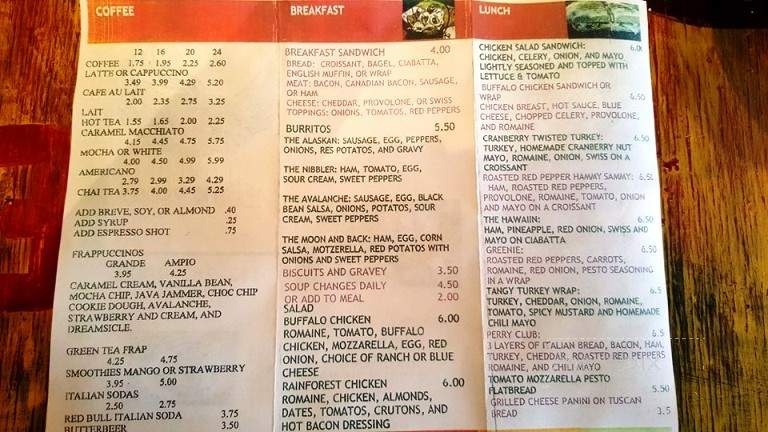 COFFEE
12 16 20 24
COFFEE 1.75 1.95 2.25 2.60
LATTE OR CAPPUCCINO
3.49 3.99 4.29 5.20
CAFE AU LAIT
2.00 2.35 2.75 3.25
LAIT
HOT TEA 1.55 1.65 2.00 2.25
CARAMEL MACCHIATO
4.15 4.45 4.75 5.75
MOCHA OR WHITE
4.00 4.50 4.99 5.99
AMERICANO
2.79 2.99 3.29 4.29
CHAI TEA 3.75 4.00 4.45 5.25
ADD BREVE, SOY, OR ALMOND .40
ADD SYRUP .25
ADD ESPRESSO SHOT .75
FRAPPUCCINOS
GRANDE AMPIO
3.95 4.25
CARAMEL CREAM, VANILLA BEAN,
MOCHA CHIP, JAVA JAMMER, CHOC CHIP
COOKIE DOUGH, AVALANCHE,
STRAWBERRY AND CREAM, AND
DREAMSICLE.
GREEN TEA FRAP
4.25 4.75
SMOOTHIES MANGO OR STRAWBERRY
3.95 5.00
ITALIAN SODAS
2.50 2.75
RED BULL ITALIAN SODA 3.75
BUTTERBEER 3.50
BREAKFAST
BREAKFAST SANDWICH 4.00
BREAD: CROISSANT, BAGEL, CIABATTA,
ENGLISH MUFFIN, OR WRAP
MEAT: BACON, CANADIAN BACON, SAUSAGE,
OR HAM
CHEESE: CHEDDAR, PROVOLONE, OR SWISS
TOPPINGS: ONIONS, TOMATOS, RED PEPPERS
BURRITOS 5.50
THE ALASKAN: SAUSAGE, EGG, PEPPERS,
ONIONS, RES POTATOS, AND GRAVY
THE NIBBLER: HAM, TOMATO, EGG,
SOUR CREAM, SWEET PEPPERS
THE AVALANCHE: SAUSAGE, EGG, BLACK
BEAN SALSA, ONIONS, POTATOS, SOUR
CREAM, SWEET PEPPERS
THE MOON AND BACK: HAM, EGG, CORN
SALSA, MOTZERELLA, RED POTATOS WITH
ONIONS AND SWEET PEPPERS
BISCUITS AND GRAVEY 3.50
SOUP CHANGES DAILY 4.50
OR ADD TO MEAL 2.00
SALAD
BUFFALO CHICKEN 6.00
ROMAINE, TOMATO, BUFFALO
CHICKEN, MOZZARELLA, EGG, RED
ONION, CHOICE OF RANCH OR BLUE
CHEESE
RAINFOREST CHICKEN 6.00
ROMAINE, CHICKEN, ALMONDS,
DATES, TOMATOS, CRUTONS, AND
HOT BACON DRESSING
LUNCH
CHICKEN SALAD SANDWICH: 6.00
CHICKEN, CELERY, ONION, AND MAYO
LIGHTLY SEASONED AND TOPPED WITH
LETTUCE & TOMATO
BUFFALO CHICKEN SANDWICH OR
WRAP 6.50
CHICKEN BREAST, HOT SAUCE, BLUE
CHEESE, CHOPPED CELERY, PROVOLONE,
AND ROMAINE
CRANBERRY TWISTED TURKEY: 6.50
TURKEY, HOMEMADE CRANBERRY NUT
MAYO, ROMAINE, ONION, SWISS ON A
CROISSANT
ROASTED RED PEPPER HAMMY SAMMY: 6.50
HAM, ROASTED RED PEPPERS,
PROVOLONE, ROMAINE, TOMATO, ONION
AND MAYO ON A CROISSANT
THE HAWAIIN: 6.50
HAM, PINEAPPLE, RED ONION, SWISS AND
MAYO ON CIABATTA
GREENIE: 6.50
ROASTED RED PEPPERS, CARROTS,
ROMAINE, RED ONION, PESTO SEASONING
IN A WRAP
TANGY TURKEY WRAP: 6.5
TURKEY, CHEDDAR, ONION, ROMAINE,
TOMATO, SPICY MUSTARD AND HOMEMADE
CHILI MAYO
PERRY CLUB: 6.5
3 LAYERS OF ITALIAN BREAD, BACON, HAM,
TURKEY, CHEDDAR, ROASTED RED PEPPERS
ROMAINE, AND CHILI MAYO
TOMATO MOZZARELLA PESTO
FLATBREAD 5.50
GRILLED CHEESE PANINI ON TUSCAN
BREAD 3.5